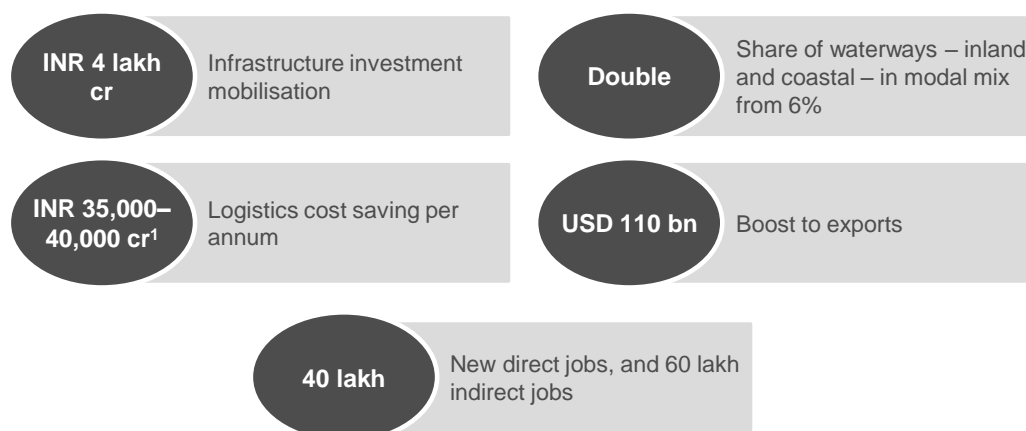 INR 4 lakh
cr
Infrastructure investment
mobilisation
Double
Share of waterways – inland
and coastal – in modal mix
from 6%
INR 35,000–
40,000 cr¹
Logistics cost saving per
annum
USD 110 bn
Boost to exports
40 lakh
New direct jobs, and 60 lakh
indirect jobs